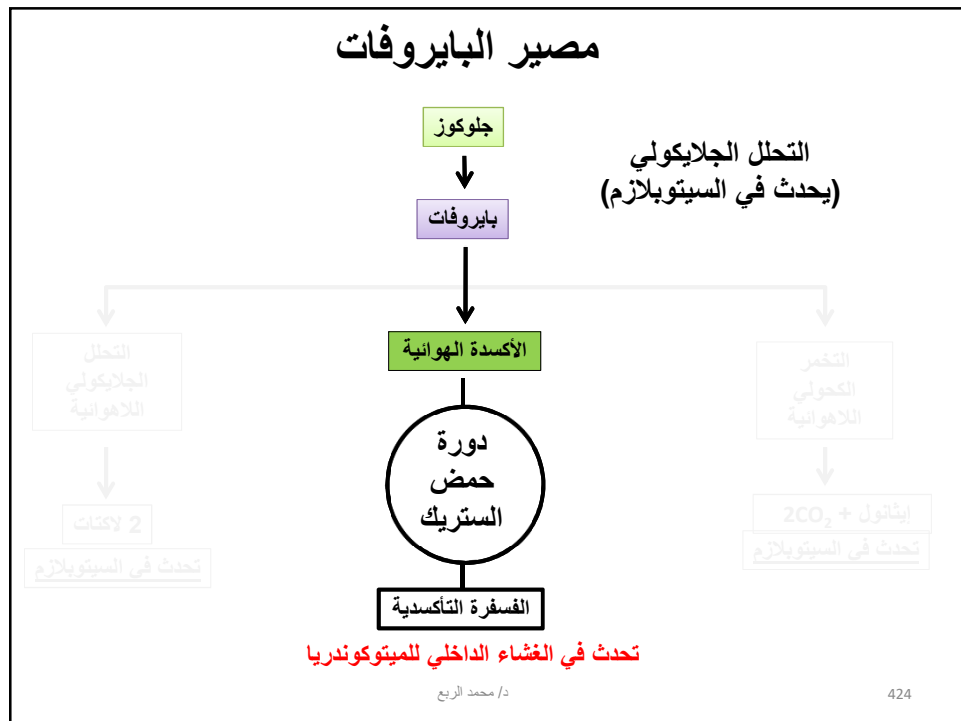 مصير البايروفات
جلوكوز
التحلل الجلايكولي
(يحدث في السيتوبلازم)
بايروفات
الأكسدة الهوائية
التحلل
الجلايكولي
اللاهوائية
التخمر
الكحولي
اللاهوائية
دورة
حمض
الستريك
2 لاكتات
تحدث في السيتوبلازم
إيثانول + 2CO₂
تحدث في السيتوبلازم
الفسفرة التأكسدية
تحدث في الغشاء الداخلي للميتوكوندريا
د/ محمد الربع
424